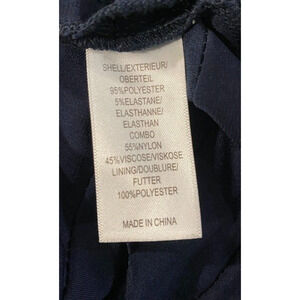 SHELL/EXTERIEUR/
OBERTEIL
95%POLYESTER
5%ELASTANE/
ELASTHANNE/
ELASTHAN
COMBO
55%NYLON
45%VISCOSE/VISKOSE
LINING/DOUBLURE/
FUTTER
100%POLYESTER
MADE IN CHINA